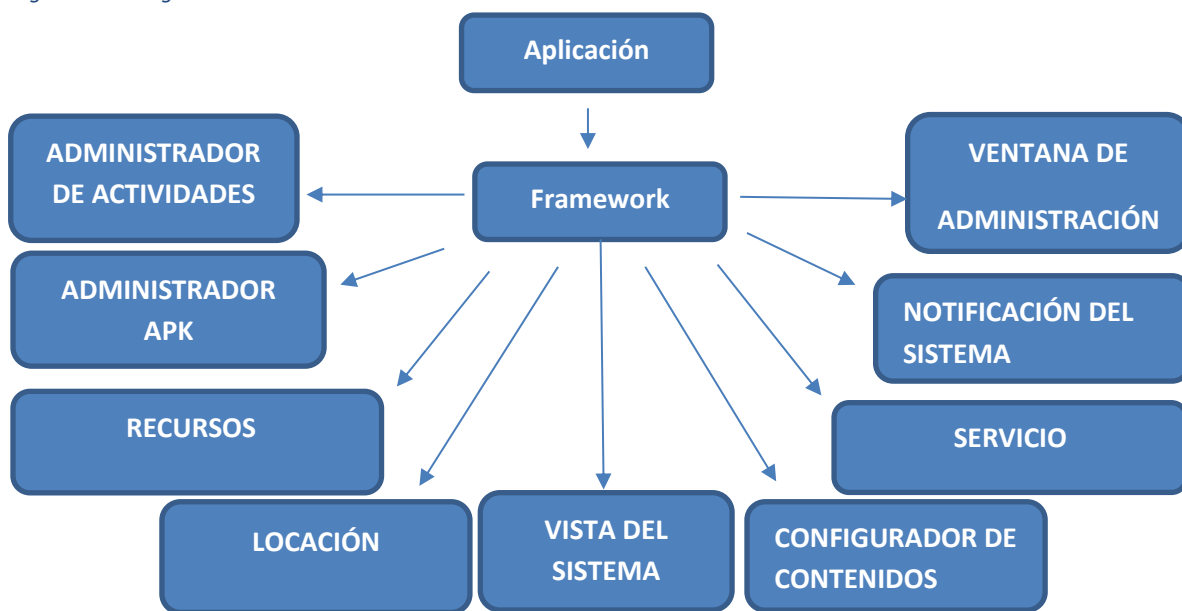 Aplicación
Framework
ADMINISTRADOR
DE ACTIVIDADES
VENTANA DE
ADMINISTRACIÓN
ADMINISTRADOR
APK
NOTIFICACIÓN DEL
SISTEMA
RECURSOS
SERVICIO
LOCACIÓN
VISTA DEL
SISTEMA
CONFIGURADOR DE
CONTENIDOS